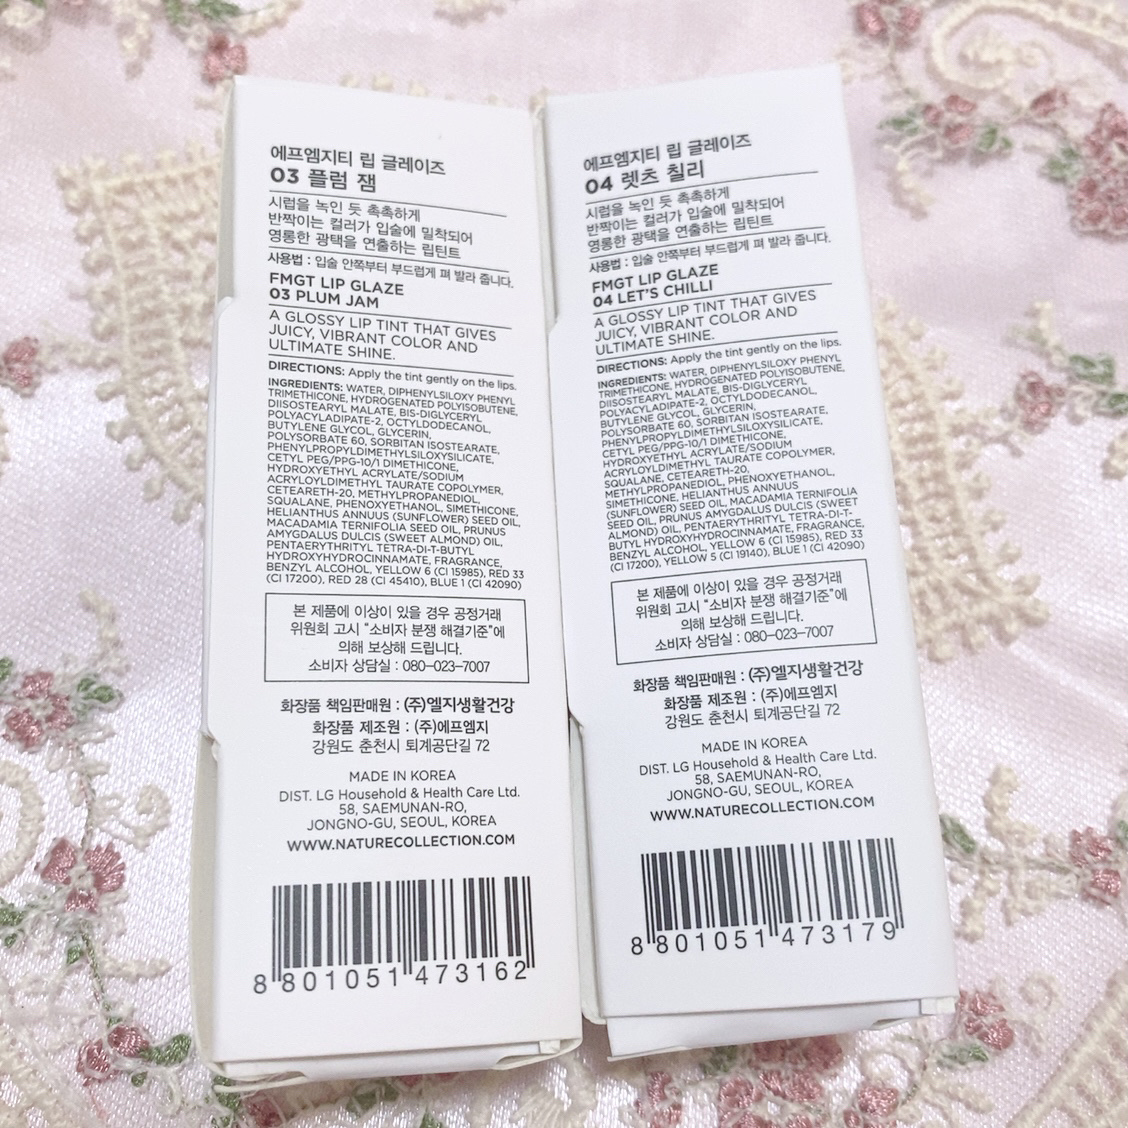 에프엠지티 립 글레이즈
03 플럼 잼
시럽을 녹인 듯 촉촉하게
반짝이는 컬러가 입술에 밀착되어
영롱한 광택을 연출하는 립틴트
사용법 : 입술 안쪽부터 부드럽게 펴 발라 줍니다.
FMGT LIP GLAZE
03 PLUM JAM
A GLOSSY LIP TINT THAT GIVES
JUICY, VIBRANT COLOR AND
ULTIMATE SHINE.
DIRECTIONS: Apply the tint gently on the lips.
INGREDIENTS: WATER, DIPHENYLSILOXY PHENYL
TRIMETHICONE, HYDROGENATED POLYISOBUTENE,
DIISOSTEARYL MALATE, BIS-DIGLYCERYL
POLYACYLADIPATE-2, OCTYLDODECANOL,
BUTYLENE GLYCOL, GLYCERIN,
POLYSORBATE 60, SORBITAN ISOSTEARATE,
PHENYLPROPYLDIMETHYLSILOXYSILICATE,
CETYL PEG/PPG-10/1 DIMETHICONE,
HYDROXYETHYL ACRYLATE/SODIUM
ACRYLOYLDIMETHYL TAURATE COPOLYMER,
CETEARETH-20, METHYLPROPANEDIOL,
SQUALANE, PHENOXYETHANOL, SIMETHICONE,
HELIANTHUS ANNUUS (SUNFLOWER) SEED OIL,
MACADAMIA TERNIFOLIA SEED OIL, PRUNUS
AMYGDALUS DULCIS (SWEET ALMOND) OIL,
PENTAERYTHRITYL TETRA-DI-T-BUTYL
HYDROXYHYDROCINNAMATE, FRAGRANCE,
BENZYL ALCOHOL, YELLOW 6 (CI 15985), RED 33
(CI 17200), RED 28 (CI 45410), BLUE 1 (CI 42090)
본 제품에 이상이 있을 경우 공정거래
위원회 고시 "소비자 분쟁 해결기준"에
의해 보상해 드립니다.
소비자 상담실 : 080-023-7007
화장품 책임판매원 : (주)엘지생활건강
화장품 제조원 : (주)에프엠지
강원도 춘천시 퇴계공단길 72
MADE IN KOREA
DIST. LG Household & Health Care Ltd.
58, SAEMUNAN-RO,
JONGNO-GU, SEOUL, KOREA
WWW.NATURECOLLECTION.COM
8 801051 473162
에프엠지티 립 글레이즈
04 렛츠 칠리
시럽을 녹인 듯 촉촉하게
반짝이는 컬러가 입술에 밀착되어
영롱한 광택을 연출하는 립틴트
사용법 : 입술 안쪽부터 부드럽게 펴 발라 줍니다.
FMGT LIP GLAZE
04 LET'S CHILLI
A GLOSSY LIP TINT THAT GIVES
JUICY, VIBRANT COLOR AND
ULTIMATE SHINE.
DIRECTIONS: Apply the tint gently on the lips.
INGREDIENTS: WATER, DIPHENYLSILOXY PHENYL
TRIMETHICONE, HYDROGENATED POLYISOBUTENE,
DIISOSTEARYL MALATE, BIS-DIGLYCERYL
POLYACYLADIPATE-2, OCTYLDODECANOL,
BUTYLENE GLYCOL, GLYCERIN,
POLYSORBATE 60, SORBITAN ISOSTEARATE,
PHENYLPROPYLDIMETHYLSILOXYSILICATE,
CETYL PEG/PPG-10/1 DIMETHICONE,
HYDROXYETHYL ACRYLATE/SODIUM
ACRYLOYLDIMETHYL TAURATE COPOLYMER,
SQUALANE, CETEARETH-20,
METHYLPROPANEDIOL, PHENOXYETHANOL,
SIMETHICONE, HELIANTHUS ANNUUS
(SUNFLOWER) SEED OIL, MACADAMIA TERNIFOLIA
SEED OIL, PRUNUS AMYGDALUS DULCIS (SWEET
ALMOND) OIL, PENTAERYTHRITYL TETRA-DI-T-
BUTYL HYDROXYHYDROCINNAMATE, FRAGRANCE,
BENZYL ALCOHOL, YELLOW 6 (CI 15985), RED 33
(CI 17200), YELLOW 5 (CI 19140), BLUE 1 (CI 42090)
본 제품에 이상이 있을 경우 공정거래
위원회 고시 "소비자 분쟁 해결기준"에
의해 보상해 드립니다.
소비자 상담실 : 080-023-7007
화장품 책임판매원 : (주)엘지생활건강
화장품 제조원 : (주)에프엠지
강원도 춘천시 퇴계공단길 72
MADE IN KOREA
DIST. LG Household & Health Care Ltd.
58, SAEMUNAN-RO,
JONGNO-GU, SEOUL, KOREA
WWW.NATURECOLLECTION.COM
8 801051 473179